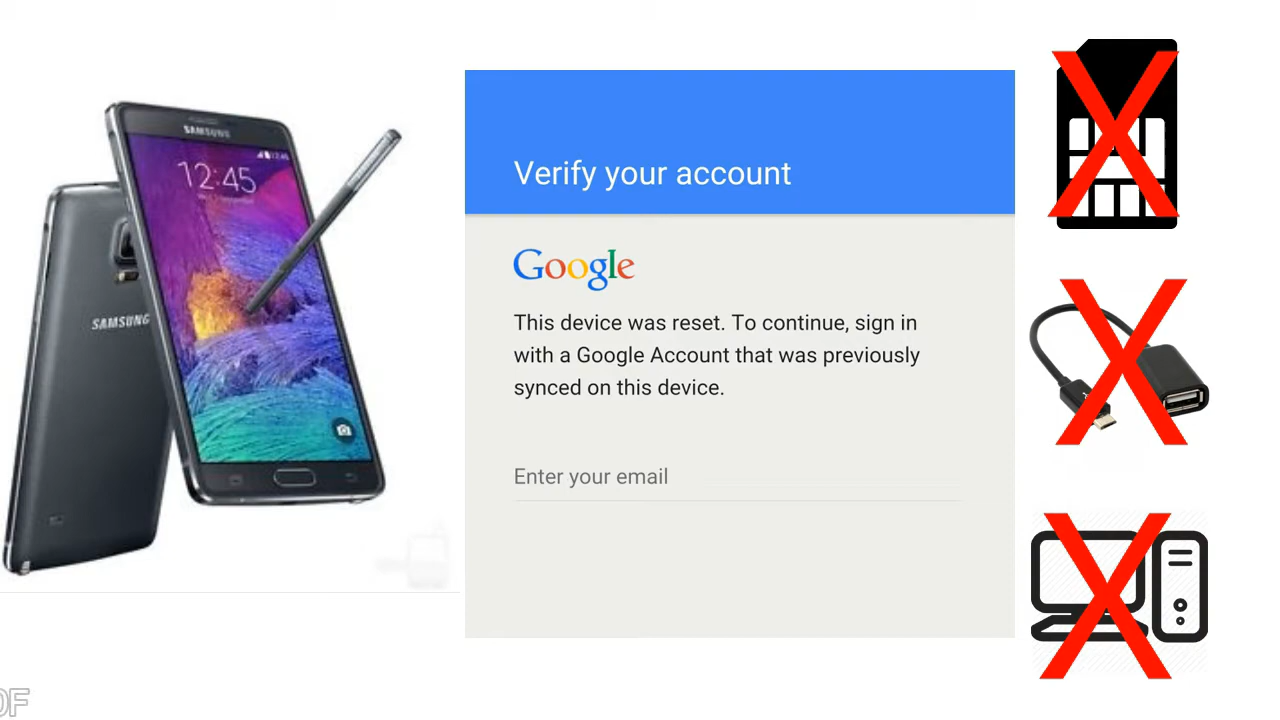 SAMSUNG
12:45
SAMSUNG
Verify your account
Google
This device was reset. To continue, sign in
with a Google Account that was previously
synced on this device.
Enter your email